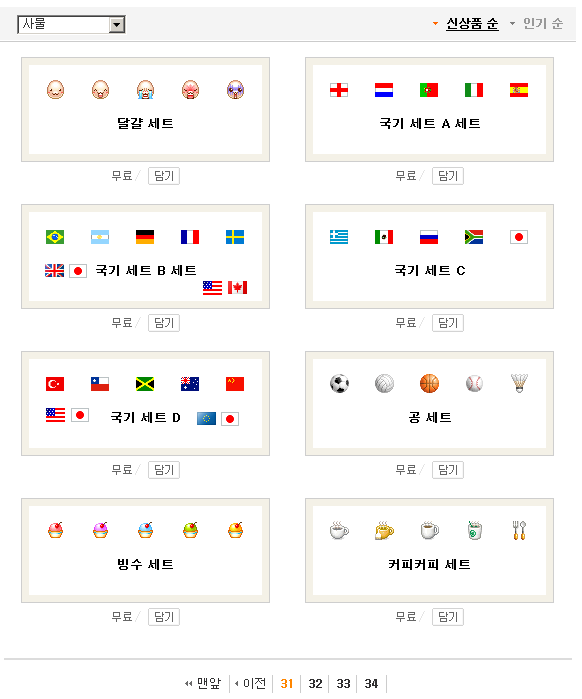 사물
신상품 순 인기 순
달걀 세트
국기 세트 A 세트
무료 / 담기
무료 / 담기
국기 세트 B 세트
국기 세트 C
무료 / 담기
무료 / 담기
국기 세트 D
공 세트
무료 / 담기
무료 / 담기
빙수 세트
커피커피 세트
무료 / 담기
무료 / 담기
맨앞 이전 31 32 33 34